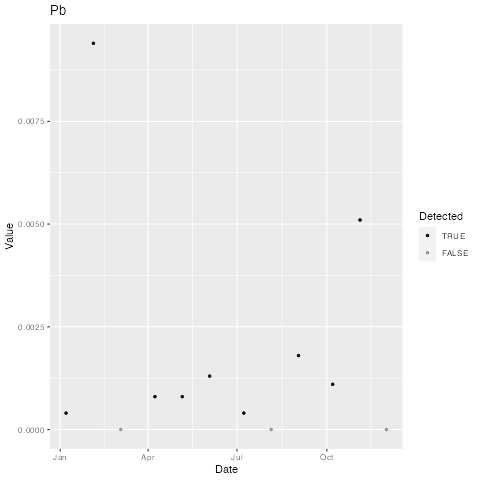 Pb
0.0075
0.0050
0.0025
0.0000
Value
Jan
Apr
Jul
Oct
Date
Detected
TRUE
FALSE